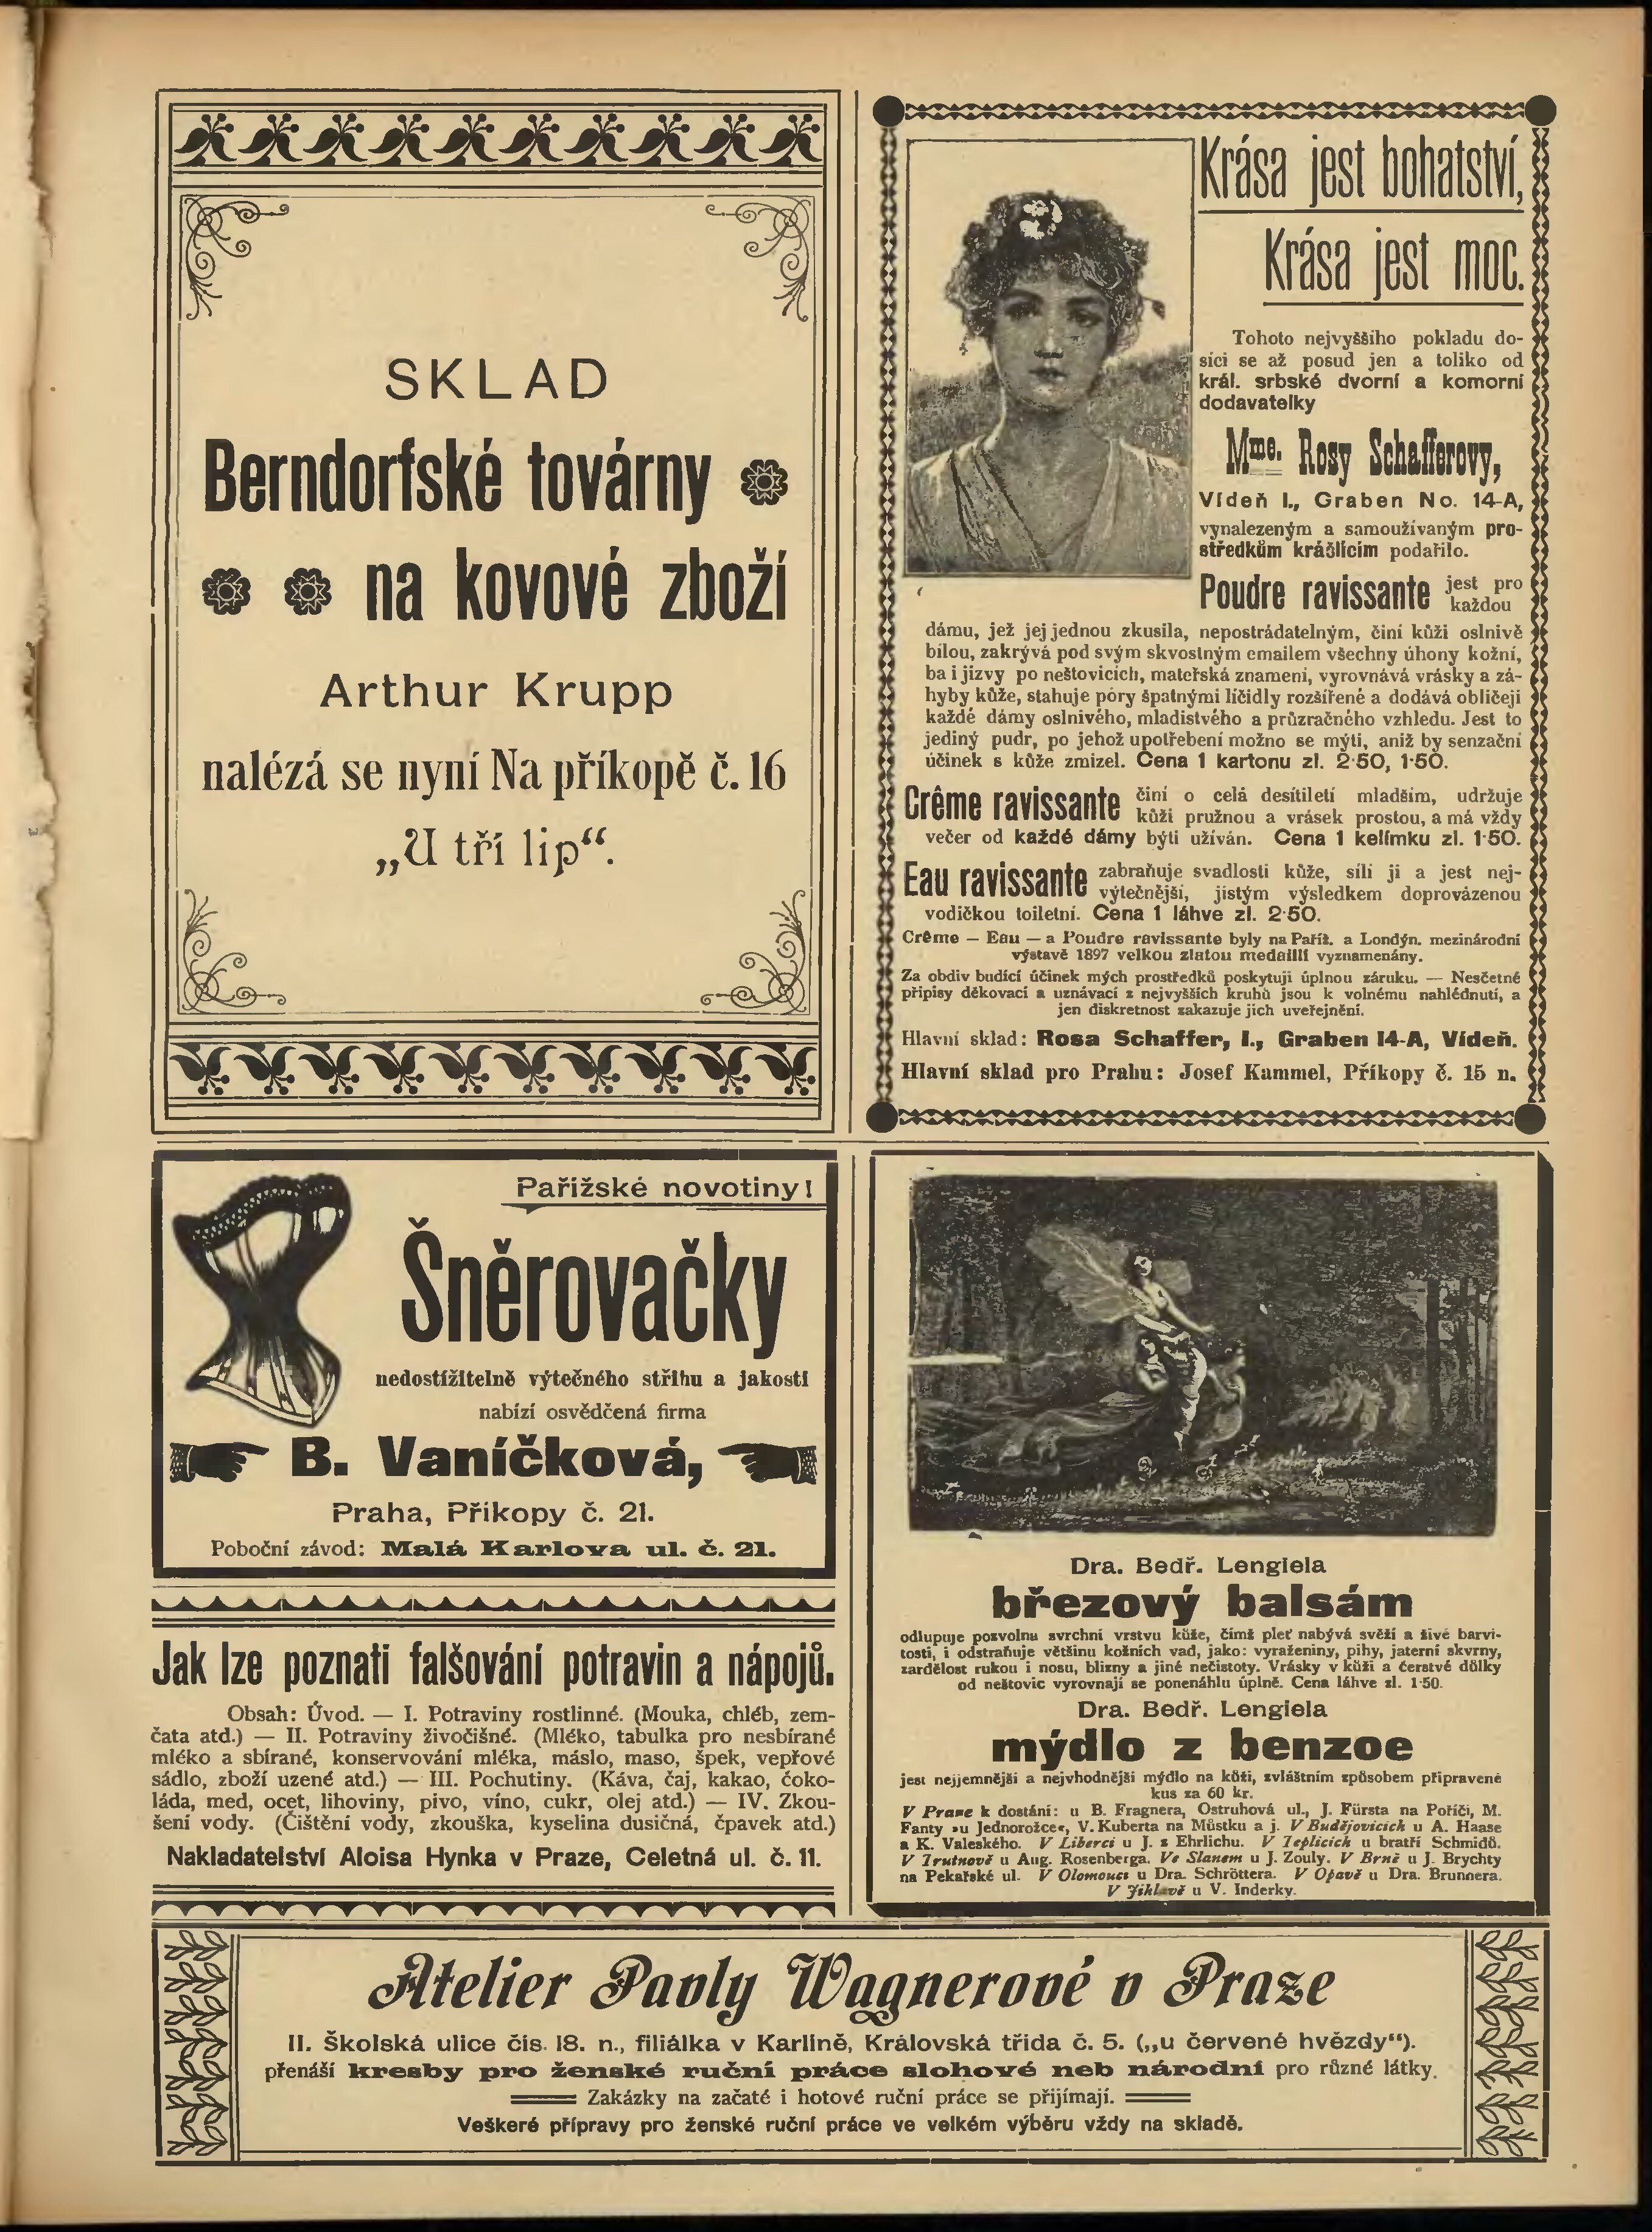 SKLAD
Berndorfské továrny
na kovové zboží
Arthur Krupp
nalézá se nyní Na příkopě č. 16
„U tří lip“.
Krása jest bohatství,
Krása jest moc.
Tohoto nejvyššího pokladu do-
síci se až posud jen a toliko od
král. srbské dvorní a komorní
dodavatelky
Mme. Rosy Schafferovy,
Vídeň I., Graben No. 14-A,
vynalezeným a samoužívaným pro-
středkům krášlícím podařilo.
Poudre ravissante jest pro
každou
dámu, jež jej jednou zkusila, nepostrádatelným, činí kůži oslnivě
bílou, zakrývá pod svým skvostným emailem všechny úhony kožní,
ba i jizvy po neštovicích, mateřská znamení, vyrovnává vrásky a zá-
hyby kůže, stahuje póry špatnými líčidly rozšířené a dodává obličeji
každé dámy oslnivého, mladistvého a průzračného vzhledu. Jest to
jediný pudr, po jehož upotřebení možno se mýti, aniž by senzační
účinek s kůže zmizel. Cena 1 kartonu zl. 2·50, 1·50.
Crême ravissante činí o celá desítiletí mladším, udržuje
kůži pružnou a vrásek prostou, a má vždy
večer od každé dámy býti užíván. Cena 1 kelímku zl. 1·50.
Eau ravissante zabraňuje svadlosti kůže, sílí ji a jest nej-
výtečnější, jistým výsledkem doprovázenou
vodičkou toiletní. Cena 1 láhve zl. 2·50.
Crême — Eau — a Poudre ravissante byly na Paříž. a Londýn. mezinárodní
výstavě 1897 velkou zlatou medailií vyznamenány.
Za obdiv budící účinek mých prostředků poskytuji úplnou záruku. — Nesčetné
přípisy děkovací a uznávací z nejvyšších kruhů jsou k volnému nahlédnutí, a
jen diskretnost zakazuje jich uveřejnění.
Hlavní sklad: Rosa Schaffer, I., Graben 14-A, Vídeň.
Hlavní sklad pro Prahu: Josef Kammel, Příkopy č. 15 n.
Pařížské novotiny!
Šněrovačky
nedostížitelně výtečného střihu a jakosti
nabízí osvědčená firma
B. Vaníčková,
Praha, Příkopy č. 21.
Poboční závod: Malá Karlova ul. č. 21.
Jak lze poznati falšování potravin a nápojů.
Obsah: Úvod. — I. Potraviny rostlinné. (Mouka, chléb, zem-
čata atd.) — II. Potraviny živočišné. (Mléko, tabulka pro nesbírané
mléko a sbírané, konservování mléka, máslo, maso, špek, vepřové
sádlo, zboží uzené atd.) — III. Pochutiny. (Káva, čaj, kakao, čoko-
láda, med, ocet, lihoviny, pivo, víno, cukr, olej atd.) — IV. Zkou-
šení vody. (Čištění vody, zkouška, kyselina dusičná, čpavek atd.)
Nakladatelství Aloisa Hynka v Praze, Celetná ul. č. 11.
Dra. Bedř. Lengiela
březový balsám
odlupuje pozvolna svrchní vrstvu kůže, čímž pleť nabývá svěží a živé barvi-
tosti, i odstraňuje většinu kožních vad, jako: vyraženiny, pihy, jaterní skvrny,
zardělost rukou i nosu, blizny a jiné nečistoty. Vrásky v kůži a čerstvé důlky
od neštovic vyrovnají se ponenáhlu úplně. Cena láhve zl. 1·50.
Dra. Bedř. Lengiela
mýdlo z benzoe
jest nejjemnější a nejvhodnější mýdlo na kůži, zvláštním způsobem připravené
kus za 60 kr.
V Praze k dostání: u B. Fragnera, Ostruhová ul., J. Fürsta na Poříčí, M.
Fanty »u Jednorožce«, V. Kuberta na Můstku a j. V Budějovicích u A. Haase
a K. Valeského. V Liberci u J. z Ehrlichu. V Teplicích u bratří Schmidů.
V Trutnově u Aug. Rosenberga. Ve Slaném u J. Zouly. V Brně u J. Brychty
na Pekařské ul. V Olomouci u Dra. Schröttera. V Opavě u Dra. Brunnera.
V Jihlavě u V. Inderky.
Atelier Pavly Wagnerové v Praze
II. Školská ulice čís. 18. n., filiálka v Karlíně, Královská třída č. 5. („u červené hvězdy“).
přenáší kresby pro ženské ruční práce slohové neb národní pro různé látky.
Zakázky na začaté i hotové ruční práce se přijímají.
Veškeré přípravy pro ženské ruční práce ve velkém výběru vždy na skladě.